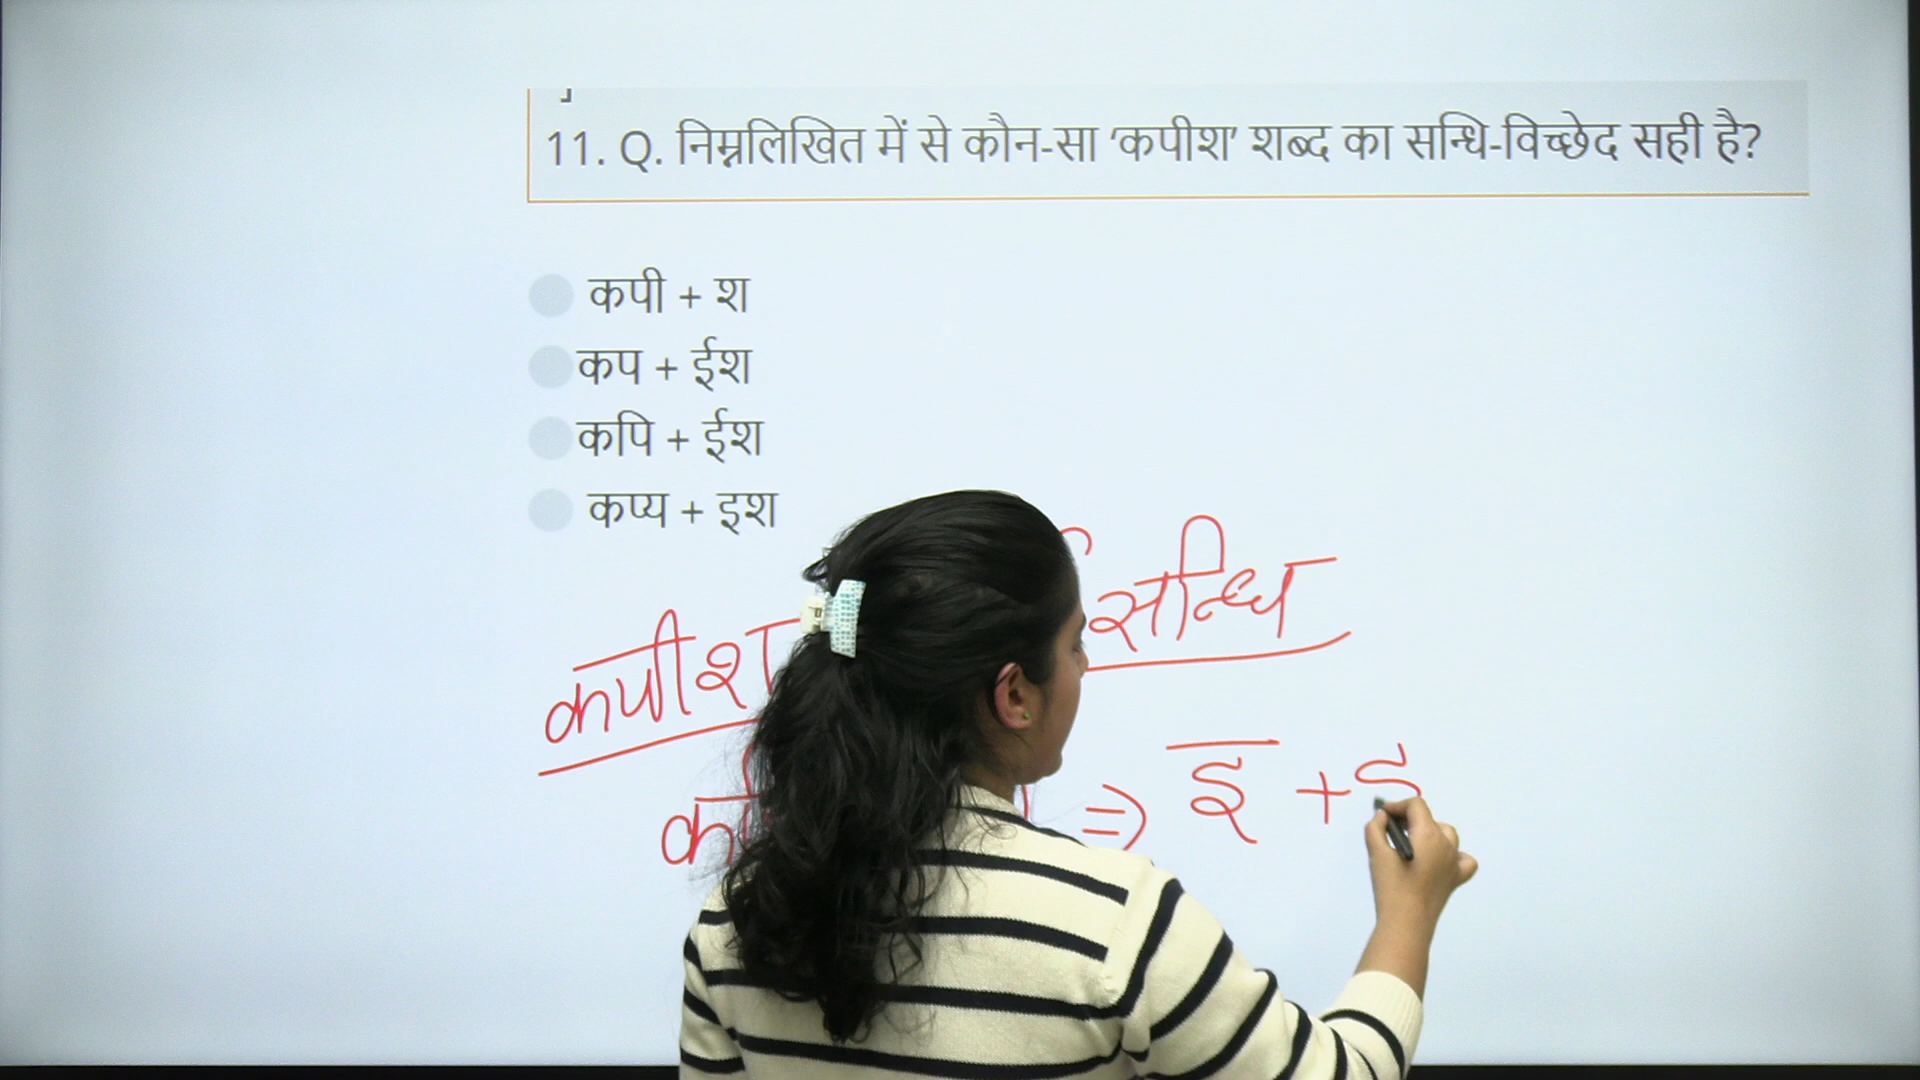 11. Q. निम्नलिखित में से कौन-सा ‘कपीश’ शब्द का सन्धि-विच्छेद सही है?
कपी + श
कप + ईश
कपि + ईश
कप्य + इश
सन्धि
कपीश
⇒ इ +